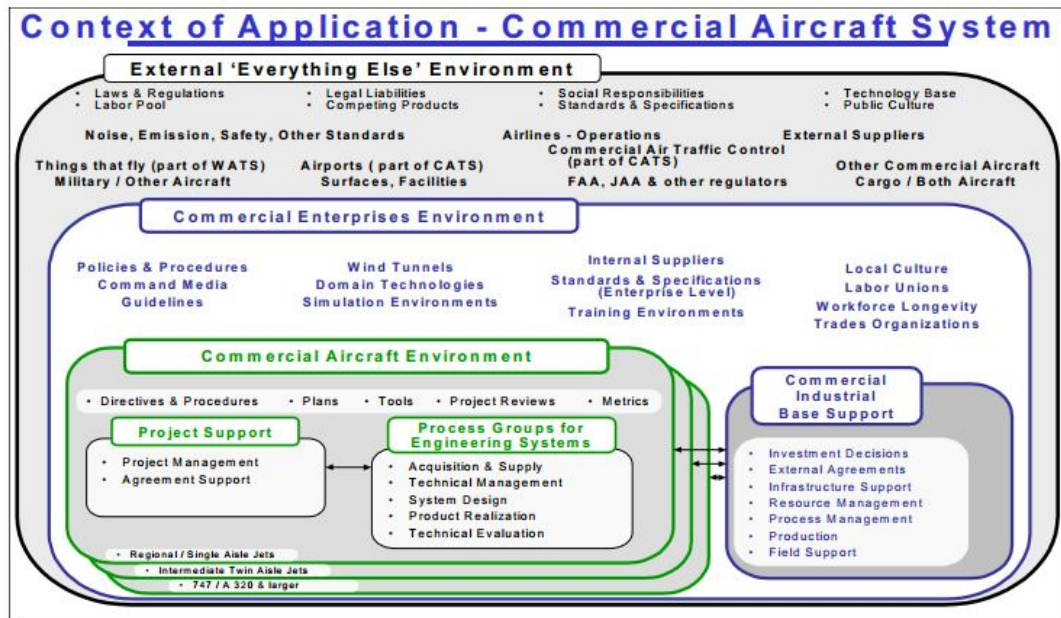 Context of Application - Commercial Aircraft System
External 'Everything Else' Environment
• Laws & Regulations
• Labor Pool
• Legal Liabilities
• Competing Products
• Social Responsibilities
• Standards & Specifications
• Technology Base
• Public Culture
Noise, Emission, Safety, Other Standards
Airlines - Operations
External Suppliers
Things that fly (part of WATS)
Military / Other Aircraft
Airports ( part of CATS)
Surfaces, Facilities
Commercial Air Traffic Control
(part of CATS)
FAA, JAA & other regulators
Other Commercial Aircraft
Cargo / Both Aircraft
Commercial Enterprises Environment
Policies & Procedures
Command Media
Guidelines
Wind Tunnels
Domain Technologies
Simulation Environments
Internal Suppliers
Standards & Specifications
(Enterprise Level)
Training Environments
Local Culture
Labor Unions
Workforce Longevity
Trades Organizations
Commercial Aircraft Environment
• Directives & Procedures • Plans • Tools • Project Reviews • Metrics
Project Support
• Project Management
• Agreement Support
Process Groups for
Engineering Systems
• Acquisition & Supply
• Technical Management
• System Design
• Product Realization
• Technical Evaluation
• Regional / Single Aisle Jets
• Intermediate Twin Aisle Jets
• 747 / A 320 & larger
Commercial
Industrial
Base Support
• Investment Decisions
• External Agreements
• Infrastructure Support
• Resource Management
• Process Management
• Production
• Field Support